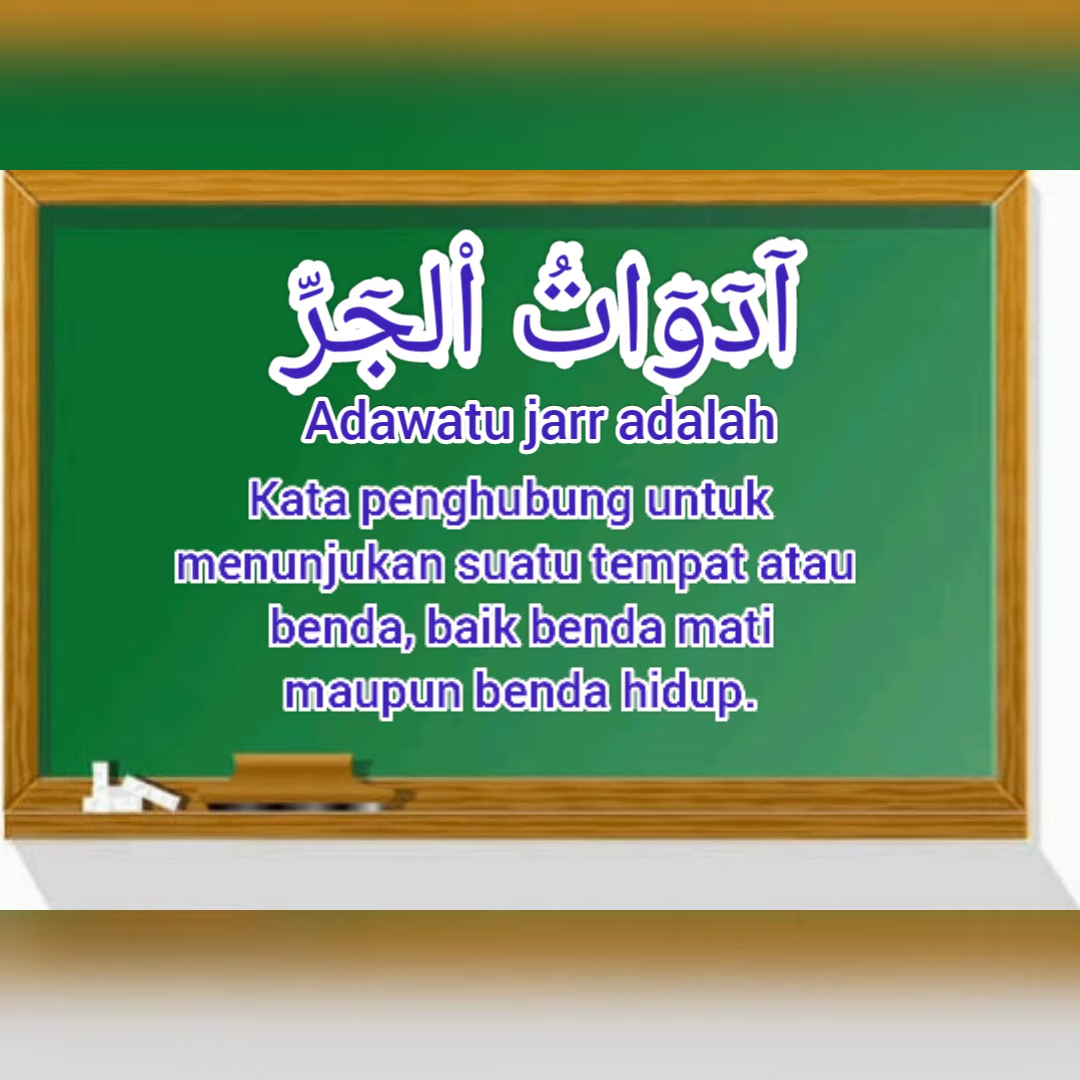 آدَوَاتُ اْلجَرِّ
Adawatu jarr adalah
Kata penghubung untuk
menunjukan suatu tempat atau
benda, baik benda mati
maupun benda hidup.